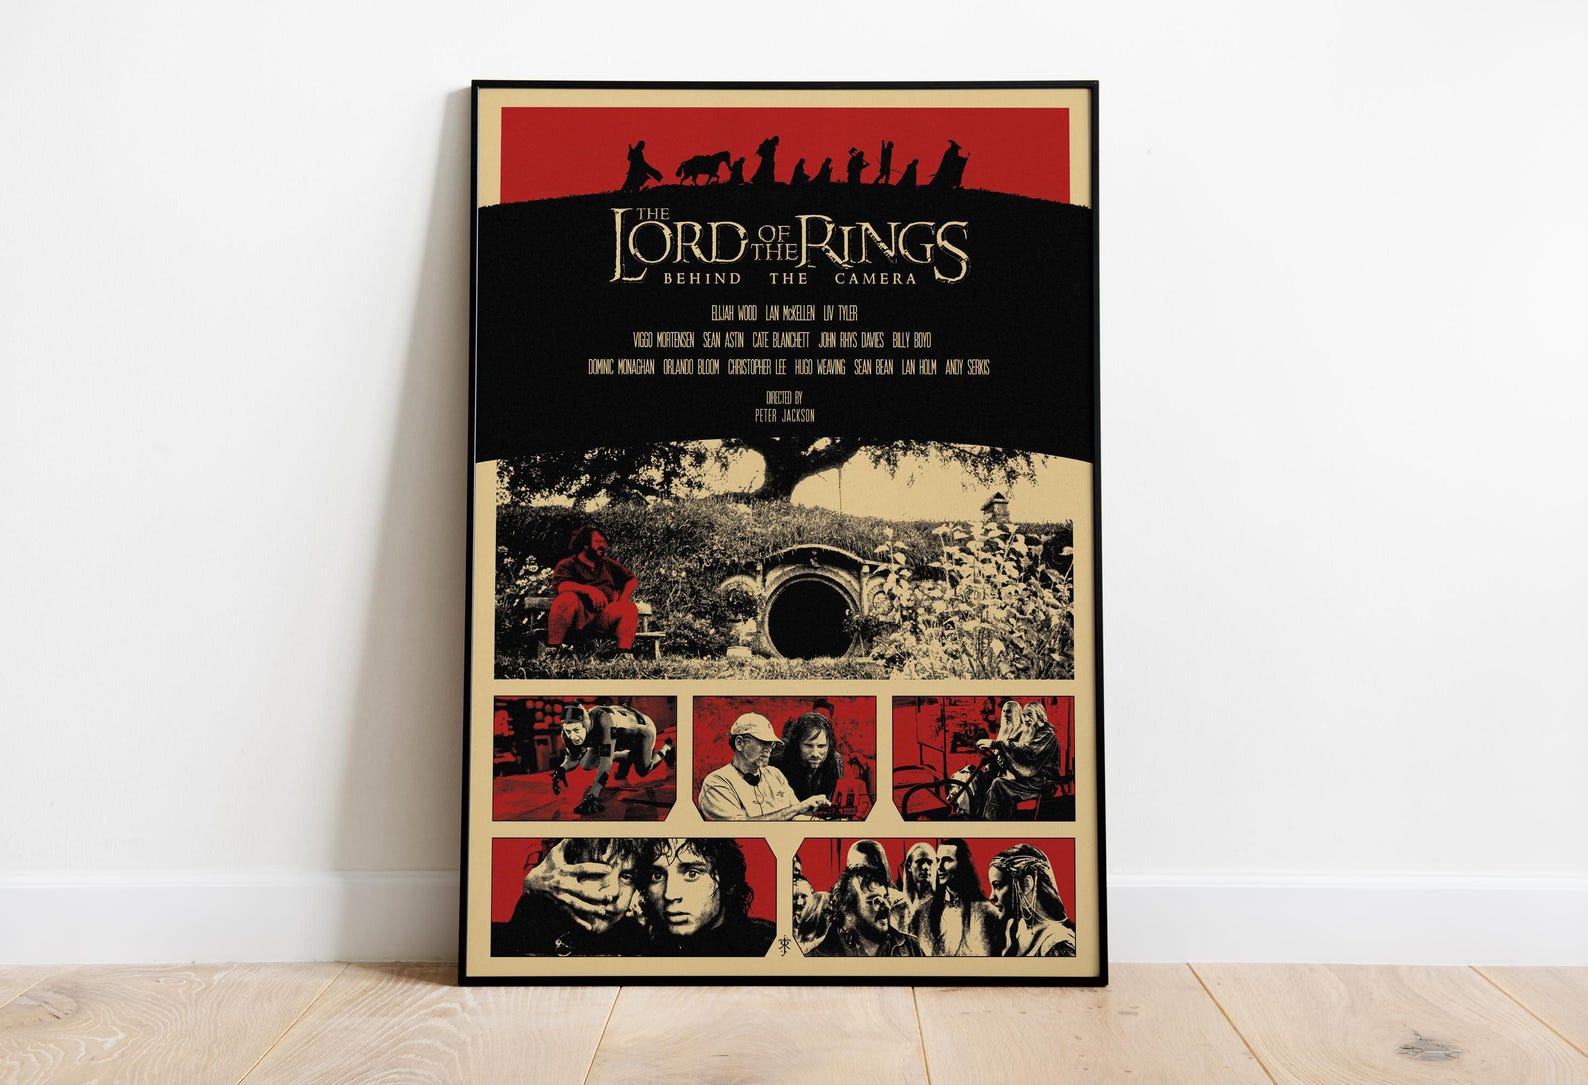 THE
LORD OF THE RINGS
BEHIND THE CAMERA
ELIJAH WOOD LAN McKELLEN LIV TYLER
VIGGO MORTENSEN SEAN ASTIN CATE BLANCHETT JOHN RHYS DAVIES BILLY BOYD
DOMINIC MONAGHAN ORLANDO BLOOM CHRISTOPHER LEE HUGO WEAVING SEAN BEAN LAN HOLM ANDY SERKIS
DIRECTED BY
PETER JACKSON